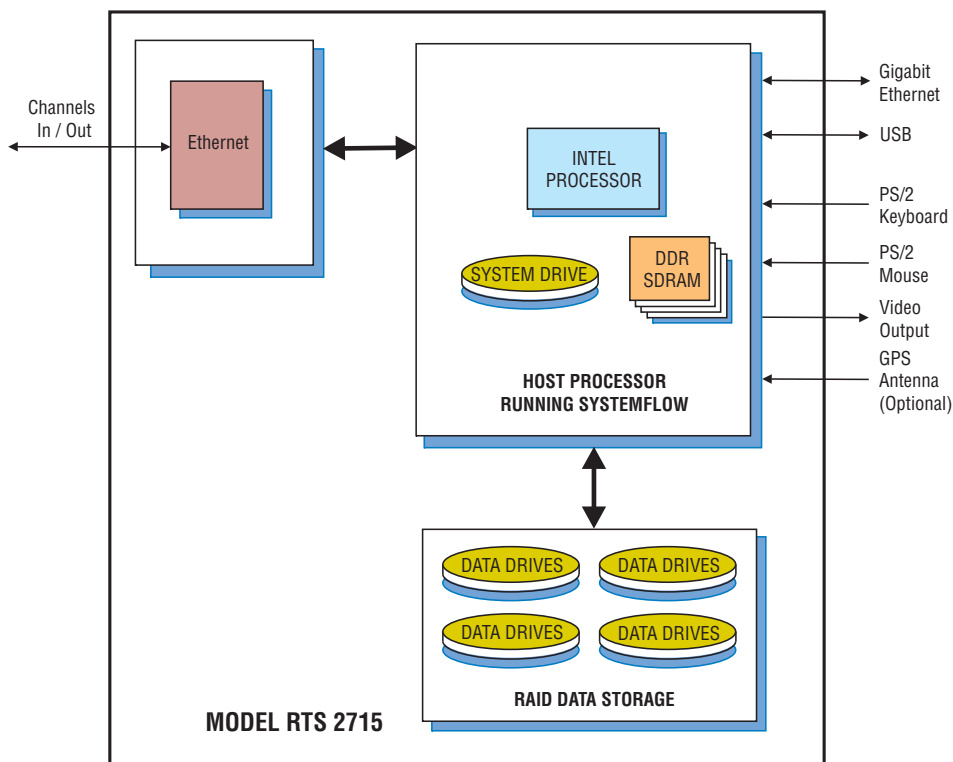 Channels
In / Out
Ethernet
INTEL
PROCESSOR
SYSTEM DRIVE
DDR
SDRAM
HOST PROCESSOR
RUNNING SYSTEMFLOW
Gigabit
Ethernet
USB
PS/2
Keyboard
PS/2
Mouse
Video
Output
GPS
Antenna
(Optional)
DATA DRIVES
DATA DRIVES
DATA DRIVES
DATA DRIVES
RAID DATA STORAGE
MODEL RTS 2715